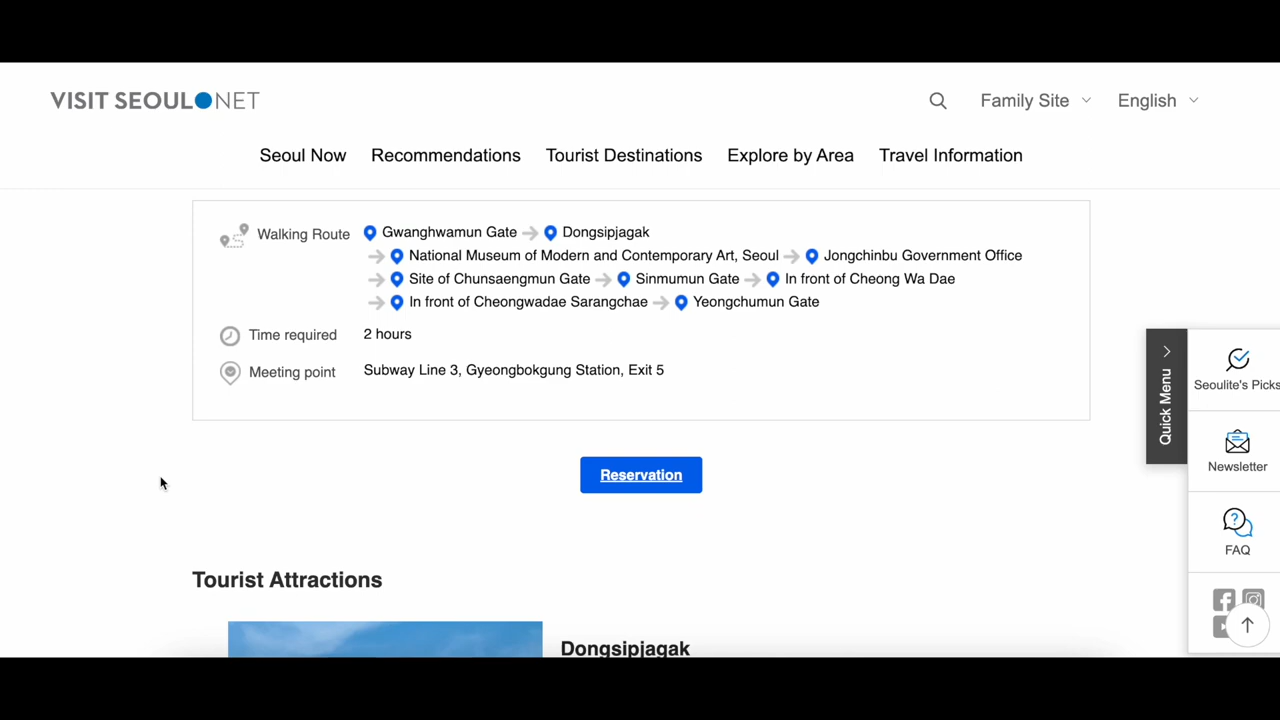 VISIT SEOUL NET
Family Site
English
Seoul Now Recommendations Tourist Destinations Explore by Area Travel Information
Walking Route Gwanghwamun Gate Dongsipjagak
National Museum of Modern and Contemporary Art, Seoul Jongchinbu Government Office
Site of Chunsaengmun Gate Sinmumun Gate In front of Cheong Wa Dae
In front of Cheongwadae Sarangchae Yeongchumun Gate
Time required 2 hours
Meeting point Subway Line 3, Gyeongbokgung Station, Exit 5
Reservation
Quick Menu
Seoulite's Picks
Newsletter
FAQ
Tourist Attractions
Dongsipjagak